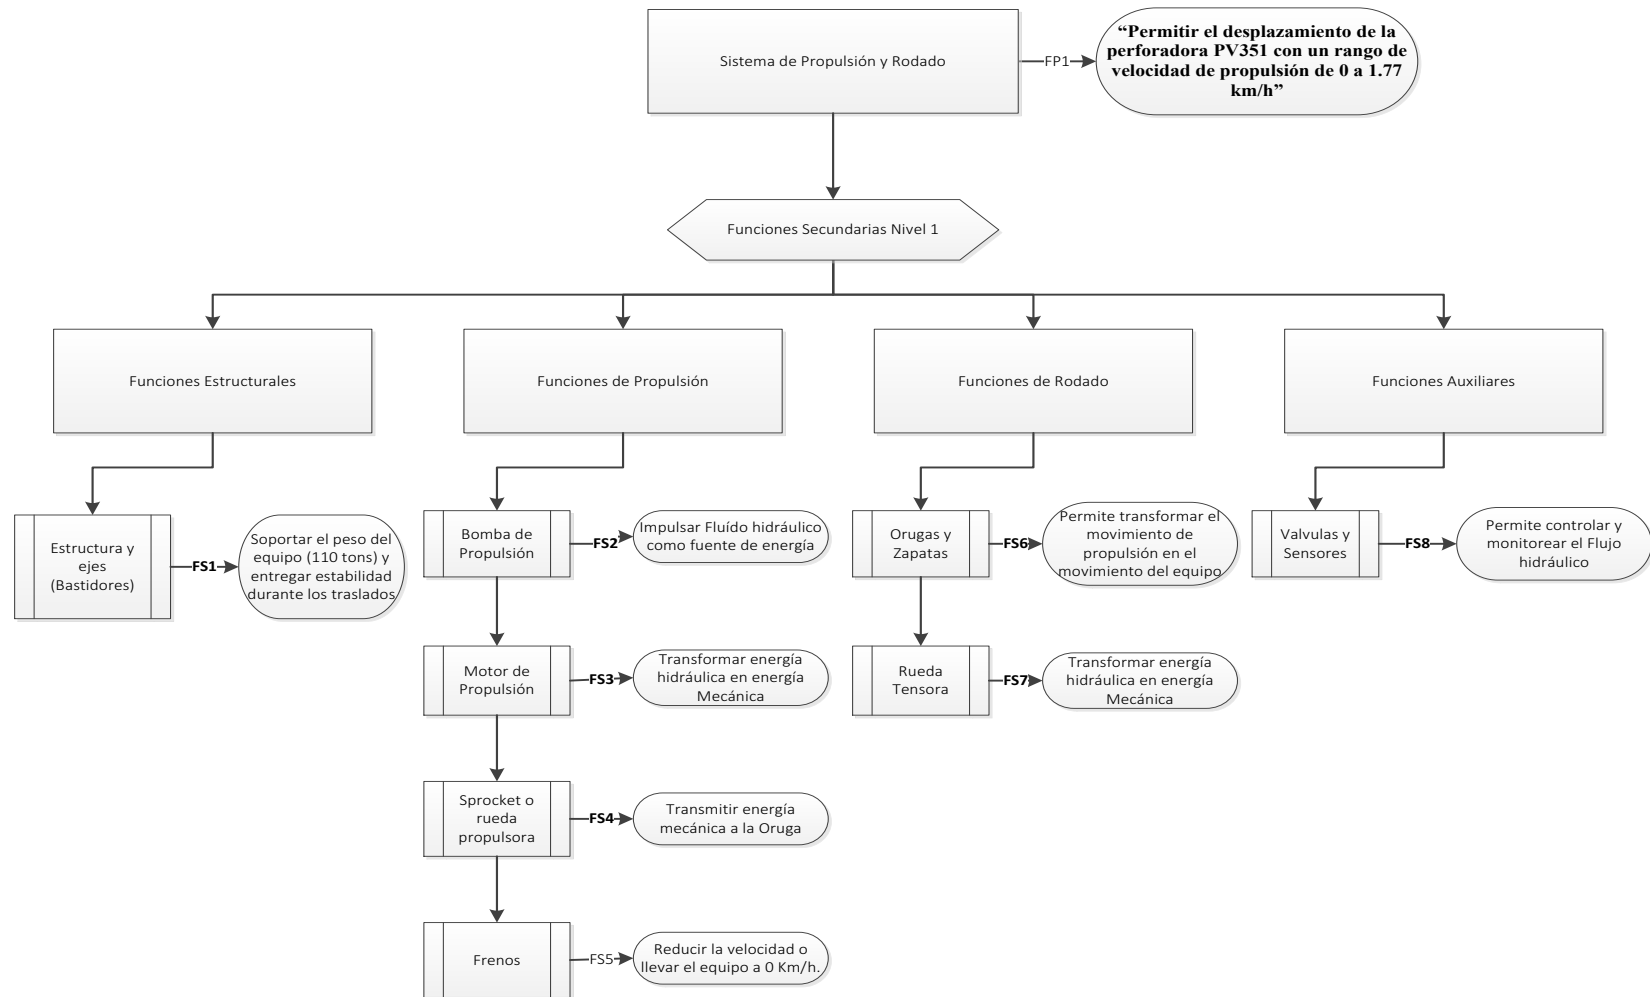 Sistema de Propulsión y Rodado
FP1
“Permitir el desplazamiento de la
perforadora PV351 con un rango de
velocidad de propulsión de 0 a 1.77
km/h”
Funciones Secundarias Nivel 1
Funciones Estructurales
Funciones de Propulsión
Funciones de Rodado
Funciones Auxiliares
Estructura y
ejes
(Bastidores)
FS1
Soportar el peso del
equipo (110 tons) y
entregar estabilidad
durante los traslados
Bomba de
Propulsión
FS2
Impulsar Fluído hidráulico
como fuente de energía
Orugas y
Zapatas
FS6
Permite transformar el
movimiento de
propulsión en el
movimiento del equipo
Valvulas y
Sensores
FS8
Permite controlar y
monitorear el Flujo
hidráulico
Motor de
Propulsión
FS3
Transformar energía
hidráulica en energía
Mecánica
Rueda
Tensora
FS7
Transformar energía
hidráulica en energía
Mecánica
Sprocket o
rueda
propulsora
FS4
Transmitir energía
mecánica a la Oruga
Frenos
FS5
Reducir la velocidad o
llevar el equipo a 0 Km/h.